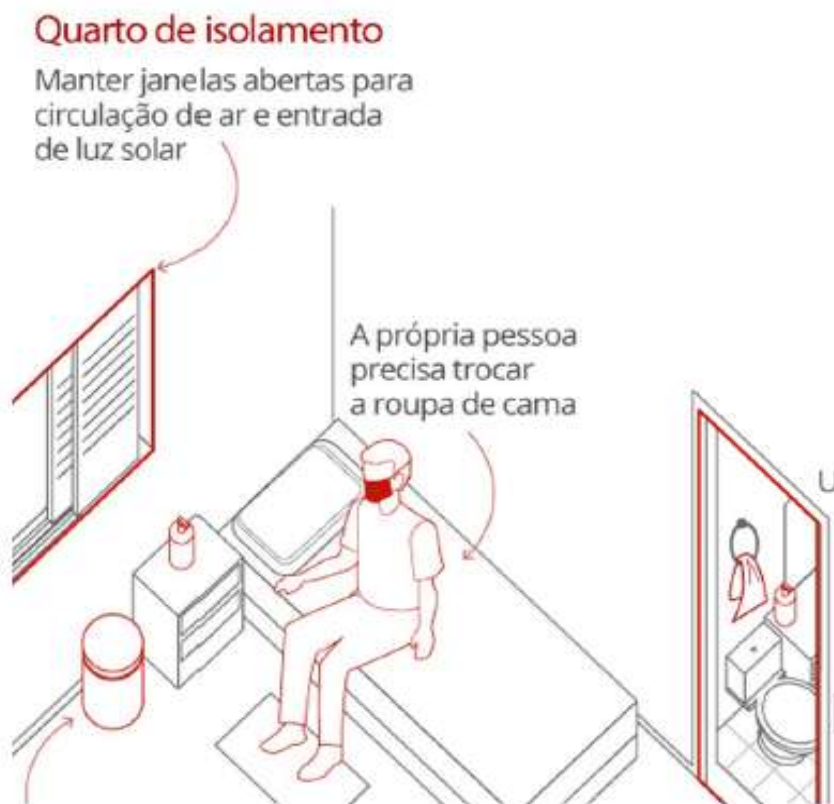 Quarto de isolamento
Manter janelas abertas para
circulação de ar e entrada
de luz solar
A própria pessoa
precisa trocar
a roupa de cama
U